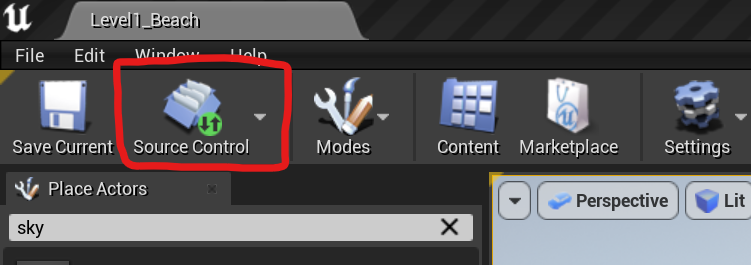 Level1_Beach
File Edit Window Help
Save Current Source Control Modes Content Marketplace Settings
Place Actors
sky
Perspective Lit